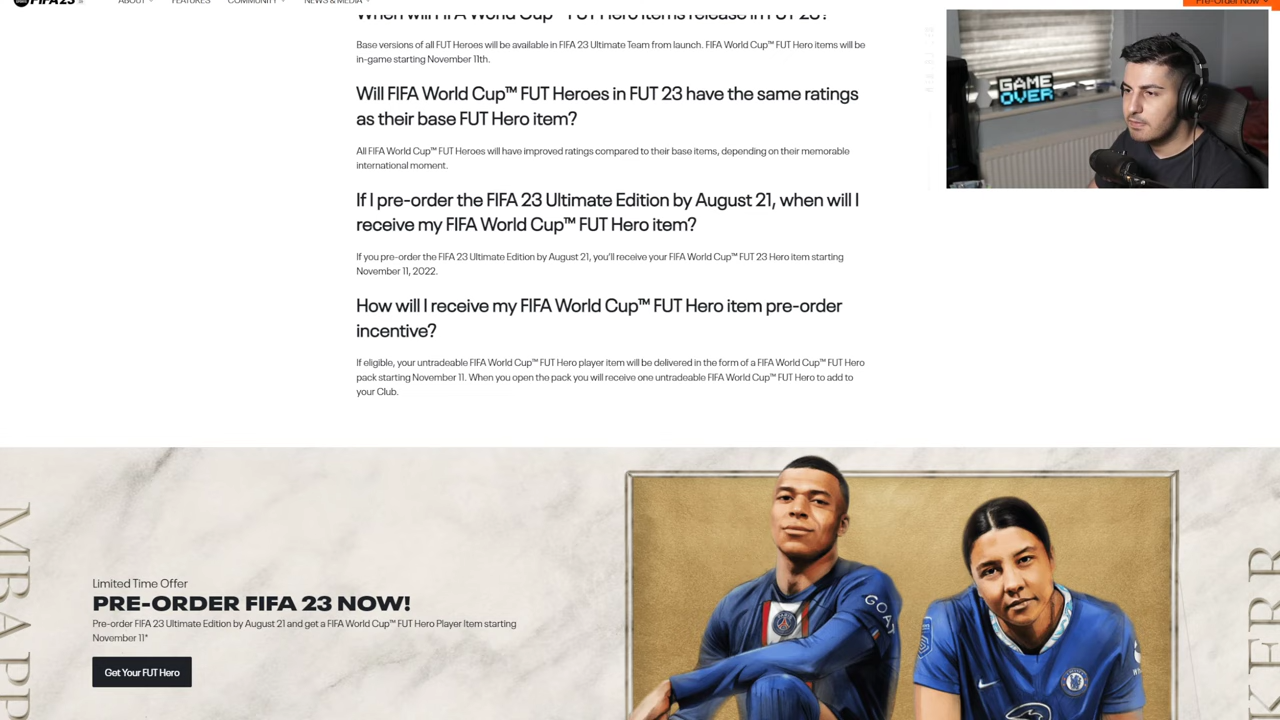 FIFA 23
ABOUT
FEATURES
COMMUNITY
NEWS & MEDIA
Pre-Order Now
When will FIFA World Cup™ FUT Hero items release in FUT 23?
Base versions of all FUT Heroes will be available in FIFA 23 Ultimate Team from launch. FIFA World Cup™ FUT Hero items will be
in-game starting November 11th.
Will FIFA World Cup™ FUT Heroes in FUT 23 have the same ratings
as their base FUT Hero item?
All FIFA World Cup™ FUT Heroes will have improved ratings compared to their base items, depending on their memorable
international moment.
If I pre-order the FIFA 23 Ultimate Edition by August 21, when will I
receive my FIFA World Cup™ FUT Hero item?
If you pre-order the FIFA 23 Ultimate Edition by August 21, you'll receive your FIFA World Cup™ FUT 23 Hero item starting
November 11, 2022.
How will I receive my FIFA World Cup™ FUT Hero item pre-order
incentive?
If eligible, your untradeable FIFA World Cup™ FUT Hero player item will be delivered in the form of a FIFA World Cup™ FUT Hero
pack starting November 11. When you open the pack you will receive one untradeable FIFA World Cup™ FUT Hero to add to
your Club.
GAME
OVER
Limited Time Offer
PRE-ORDER FIFA 23 NOW!
Pre-order FIFA 23 Ultimate Edition by August 21 and get a FIFA World Cup™ FUT Hero Player Item starting
November 11*
Get Your FUT Hero
MBAPP
KERR
GOAT